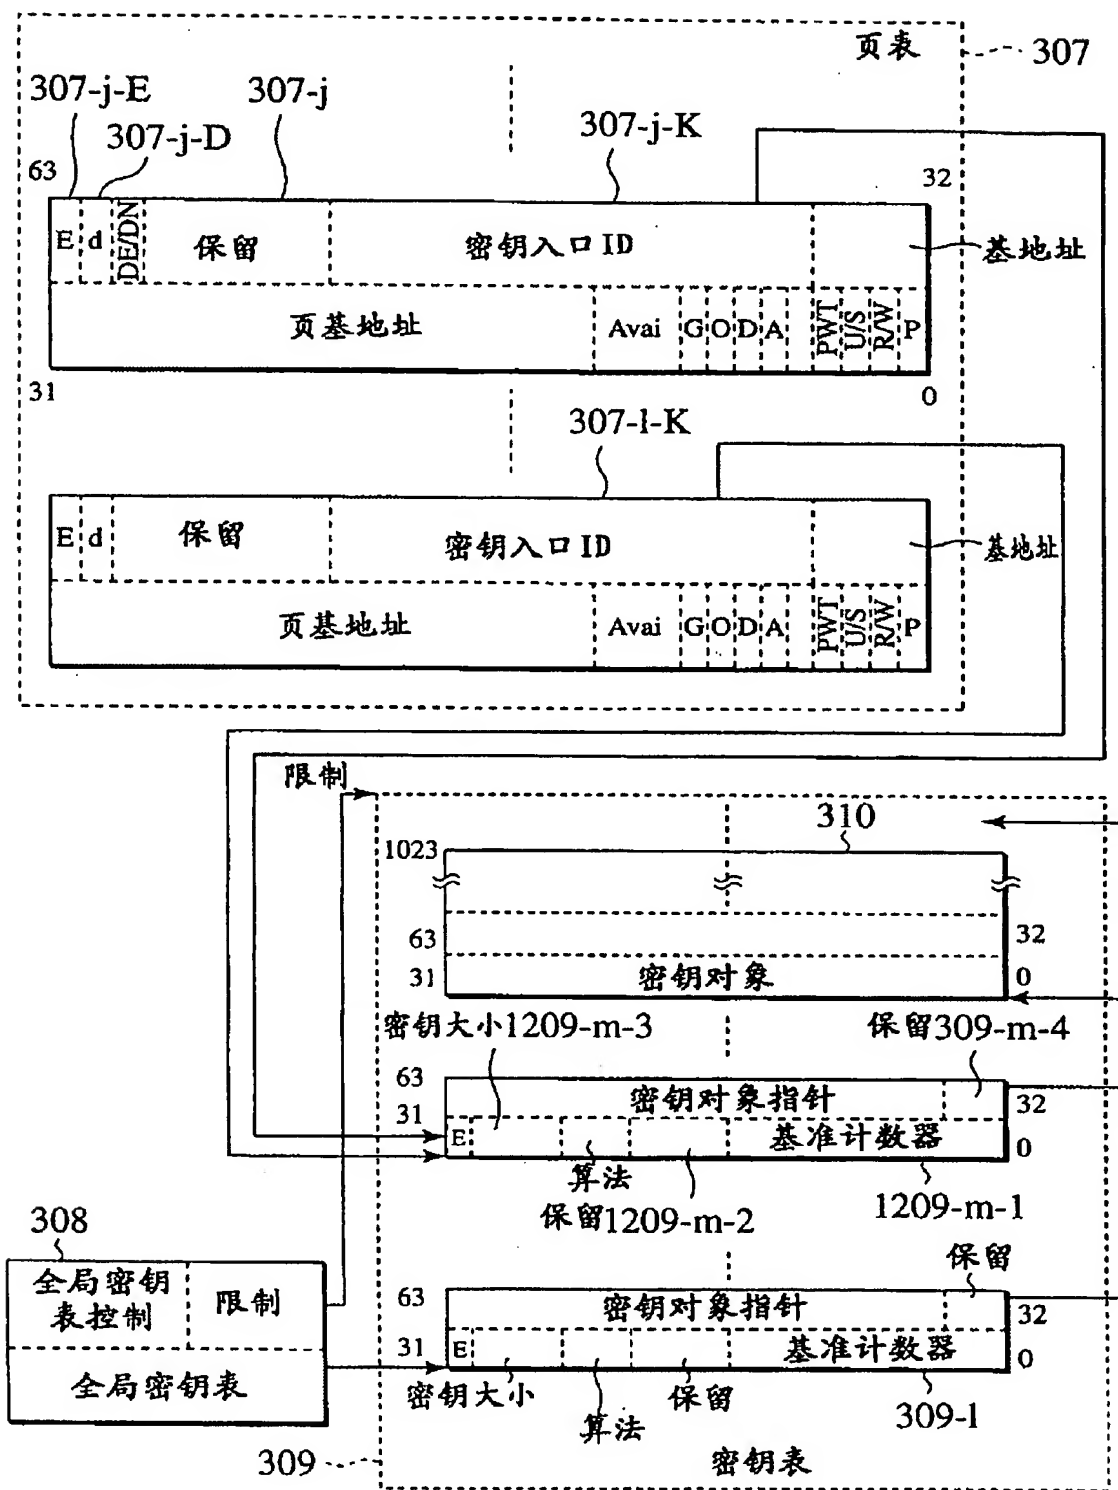 页表
307
307-j-E
307-j
307-j-D
307-j-K
63
32
E d DE/DN 保留 密钥入口ID
基地址
页基地址 Avai G O D A PWT U/S R/W P
31
0
307-l-K
E d 保留 密钥入口ID
基地址
页基地址 Avai G O D A PWT U/S R/W P
限制
310
1023
63
32
31 密钥对象 0
密钥大小1209-m-3
保留309-m-4
63 密钥对象指针 32
31 E 基准计数器 0
算法
保留1209-m-2
1209-m-1
308
保留
全局密钥表控制 限制
63 密钥对象指针 32
31 E 基准计数器 0
全局密钥表
密钥大小
算法
保留
309-1
309
密钥表